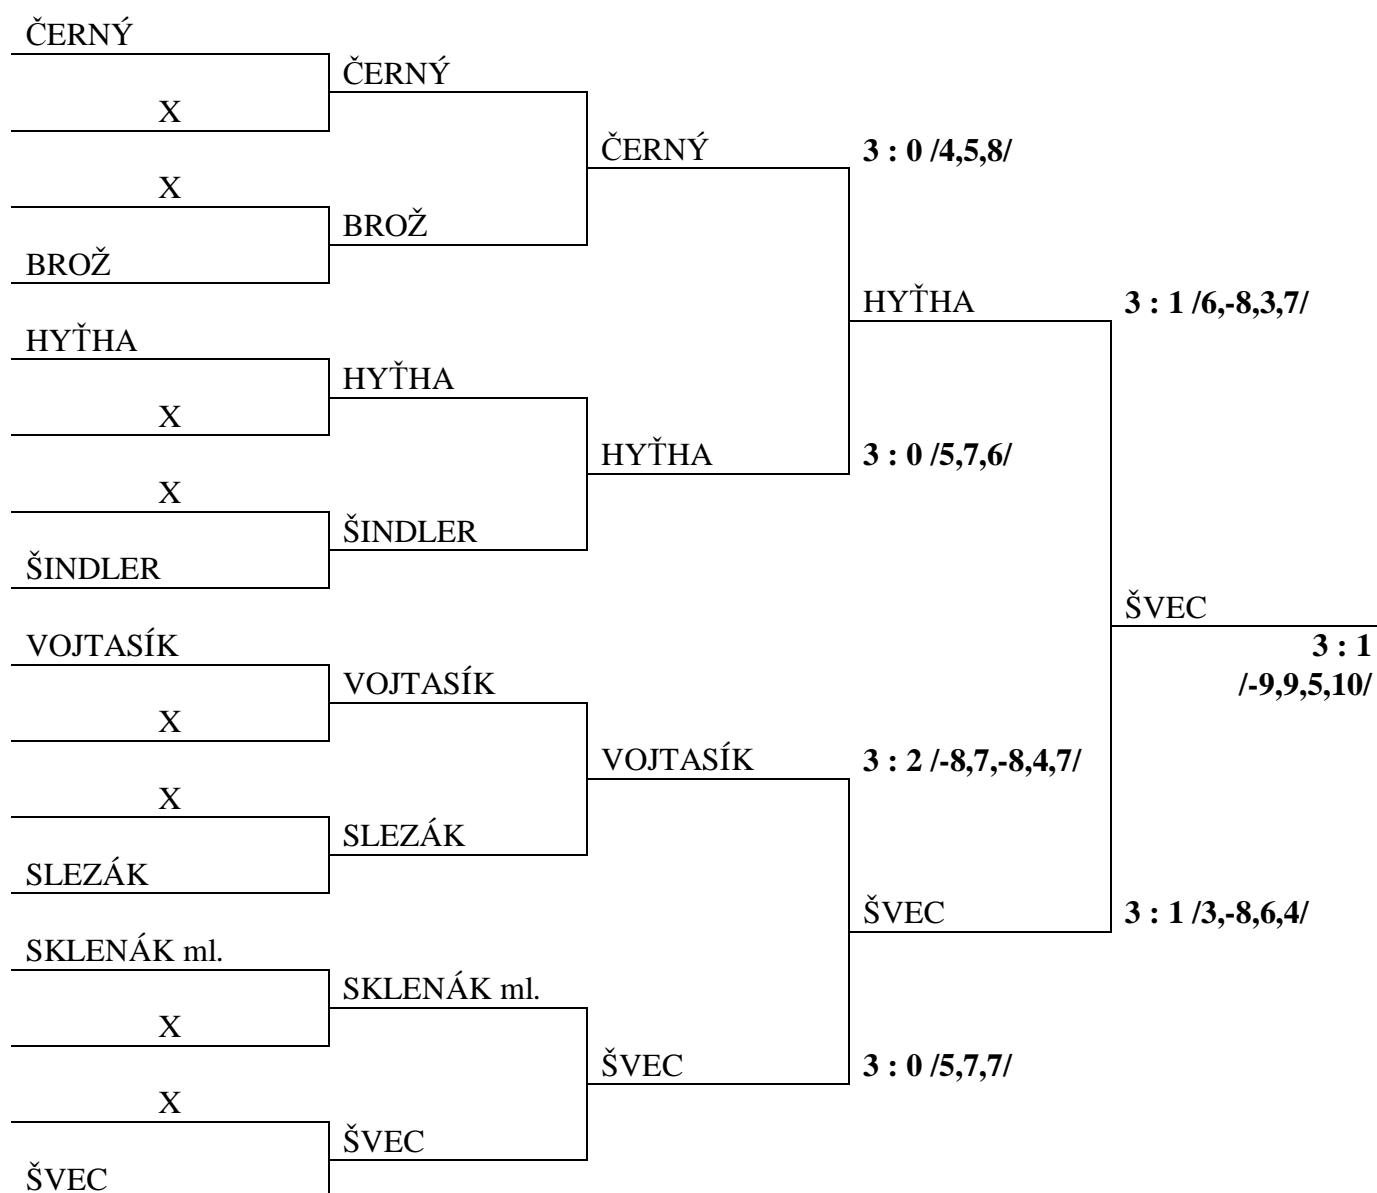 ČERNÝ
ČERNÝ
X
ČERNÝ 3 : 0 /4,5,8/
X
BROŽ
BROŽ
HYŤHA 3 : 1 /6,-8,3,7/
HYŤHA
HYŤHA
X
HYŤHA 3 : 0 /5,7,6/
X
ŠINDLER
ŠINDLER
ŠVEC
VOJTASÍK 3 : 1
VOJTASÍK /-9,9,5,10/
X
VOJTASÍK 3 : 2 /-8,7,-8,4,7/
X
SLEZÁK
SLEZÁK
ŠVEC 3 : 1 /3,-8,6,4/
SKLENÁK ml.
SKLENÁK ml.
X
ŠVEC 3 : 0 /5,7,7/
X
ŠVEC
ŠVEC